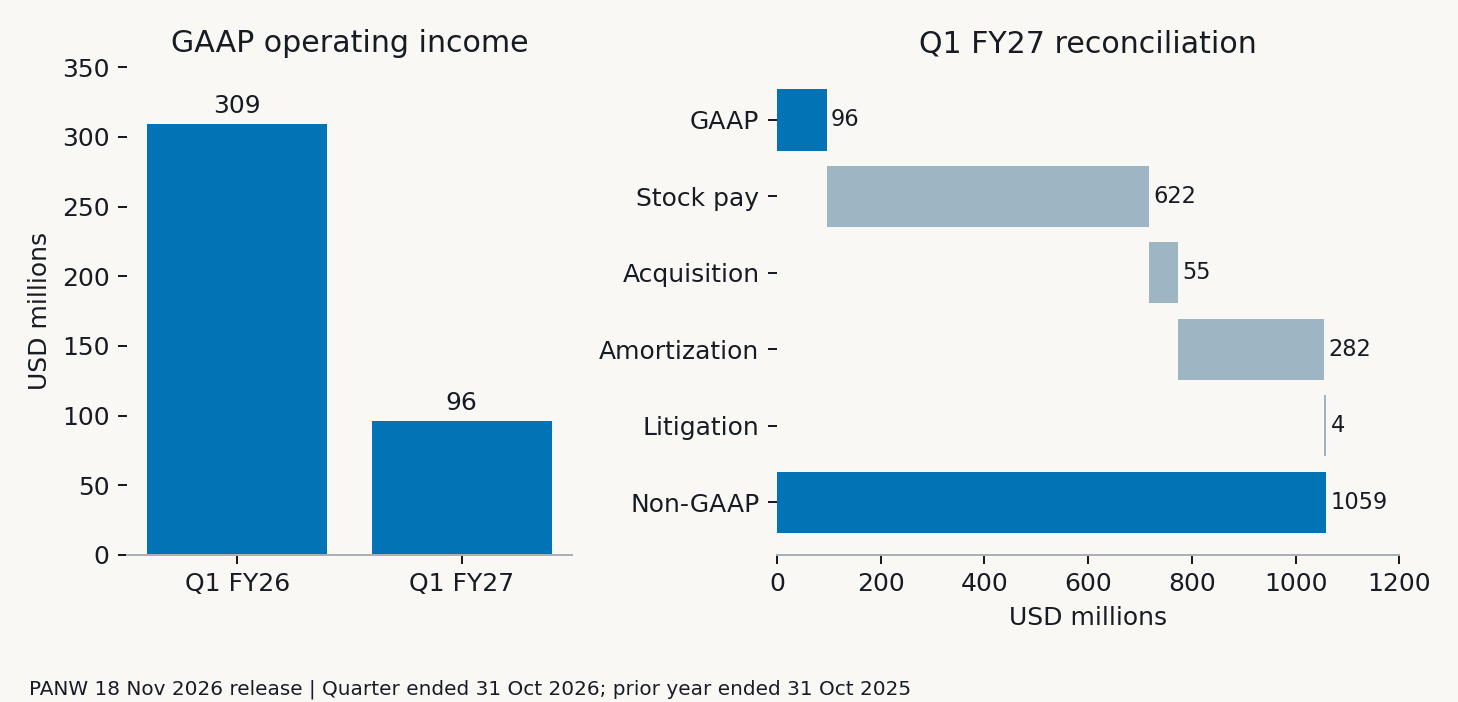 GAAP operating income
350
300
250
200
150
100
50
0
USD millions
309
96
Q1 FY26 Q1 FY27
Q1 FY27 reconciliation
GAAP 96
Stock pay 622
Acquisition 55
Amortization 282
Litigation 4
Non-GAAP 1059
0 200 400 600 800 1000 1200
USD millions
PANW 18 Nov 2026 release | Quarter ended 31 Oct 2026; prior year ended 31 Oct 2025